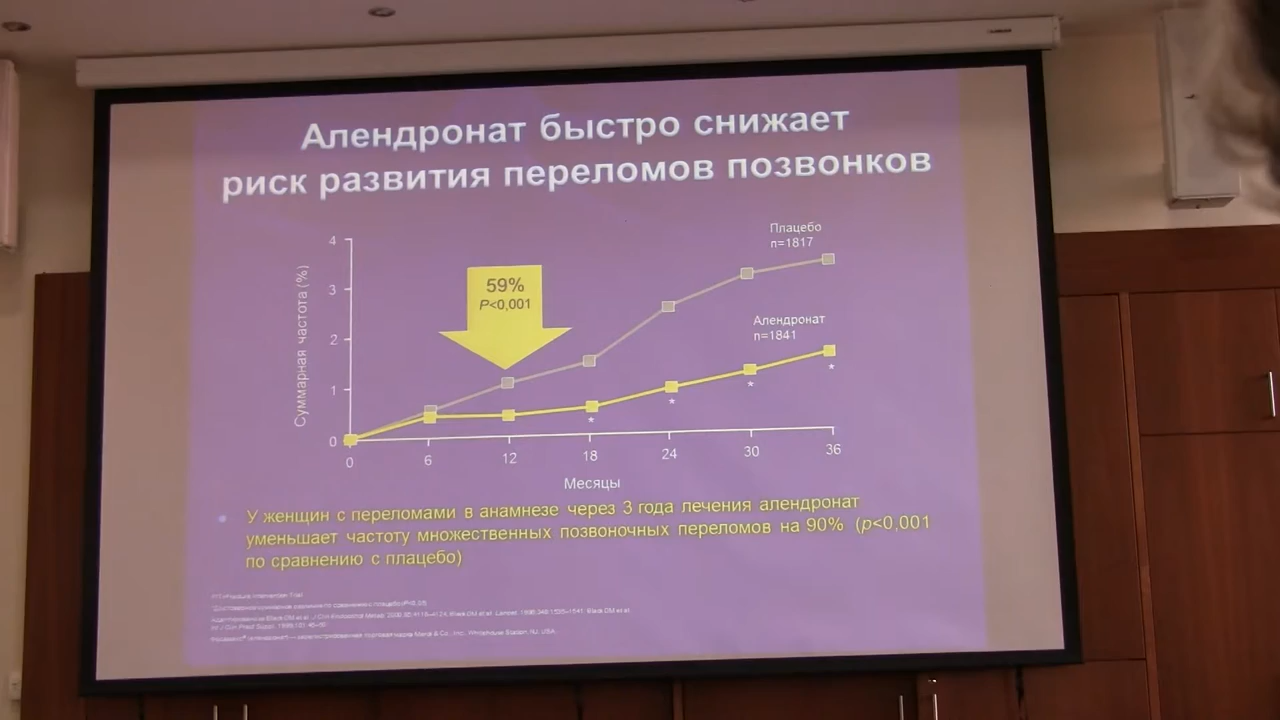 Алендронат быстро снижает
риск развития переломов позвонков
Суммарная частота (%)
4
3
2
1
0
59%
P<0,001
Плацебо
n=1817
Алендронат
n=1841
*
*
*
*
0
6
12
18
24
30
36
Месяцы
• У женщин с переломами в анамнезе через 3 года лечения алендронат
уменьшает частоту множественных позвоночных переломов на 90% (p<0,001
по сравнению с плацебо)